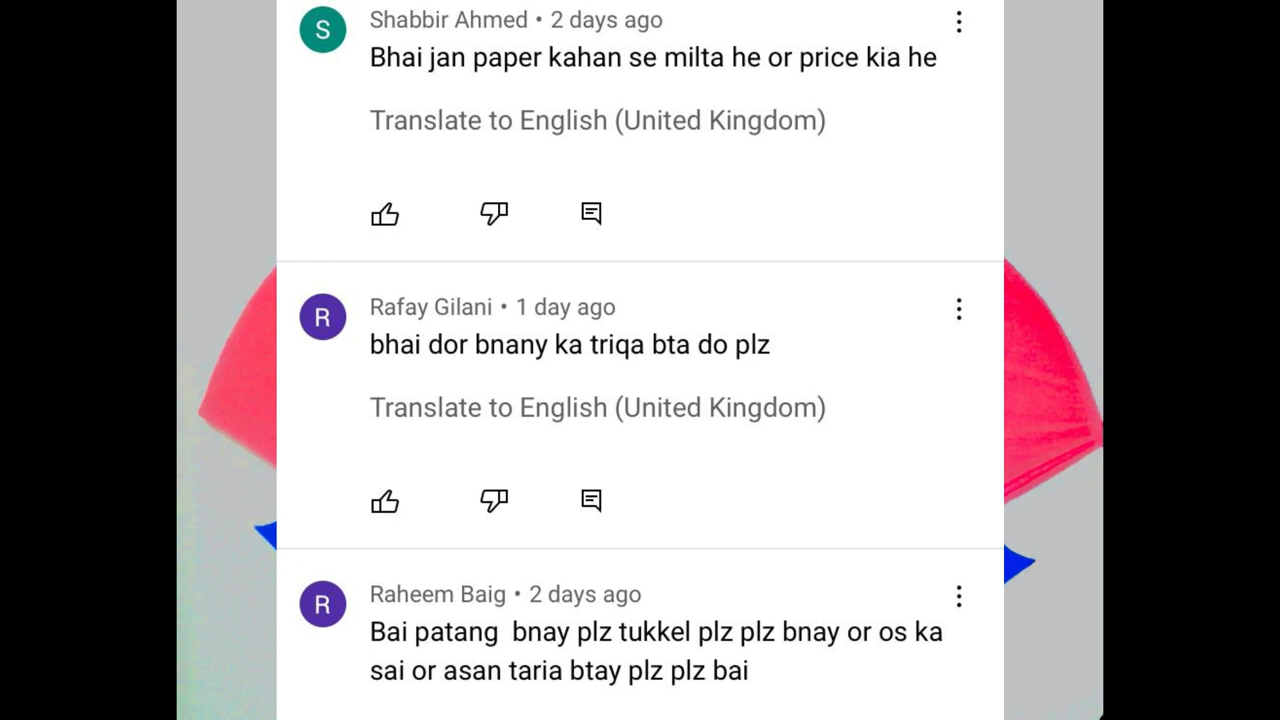 S
Shabbir Ahmed • 2 days ago
Bhai jan paper kahan se milta he or price kia he
Translate to English (United Kingdom)
R
Rafay Gilani • 1 day ago
bhai dor bnany ka triqa bta do plz
Translate to English (United Kingdom)
R
Raheem Baig • 2 days ago
Bai patang  bnay plz tukkel plz plz bnay or os ka
sai or asan taria btay plz plz bai